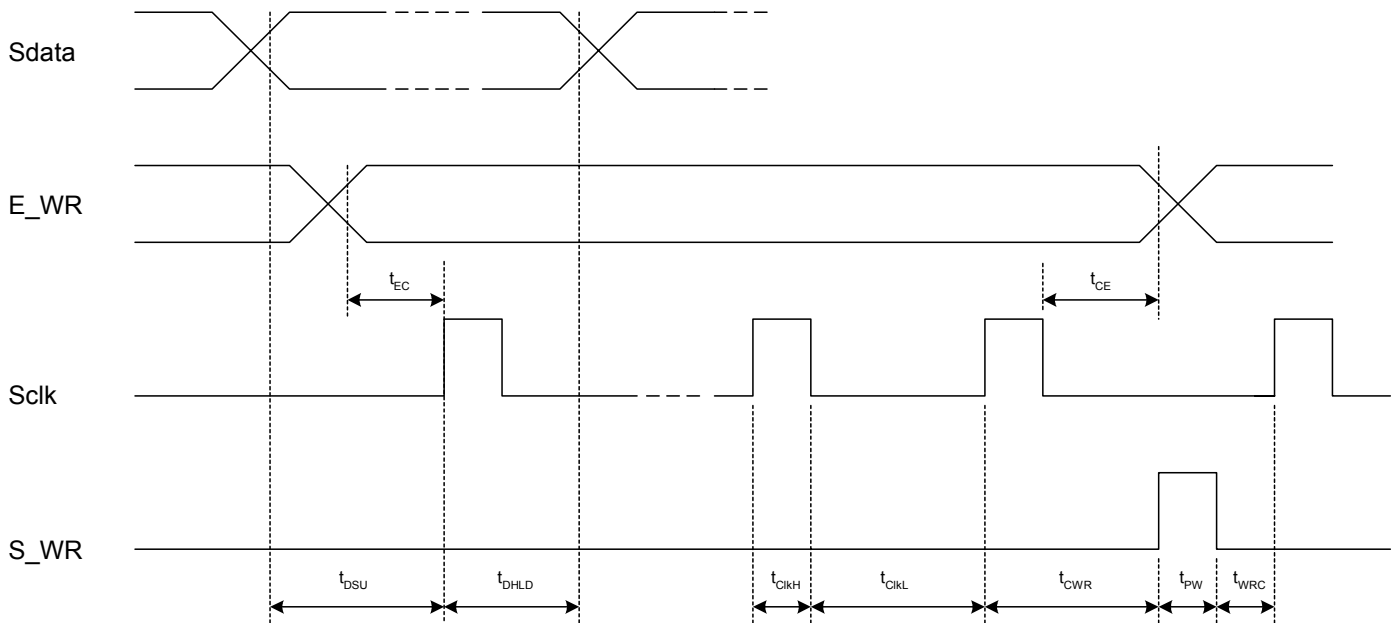 Sdata
E_WR
tEC
tCE
Sclk
S_WR
tDSU
tDHLD
tClkH
tClkL
tCWR
tPW
tWRC